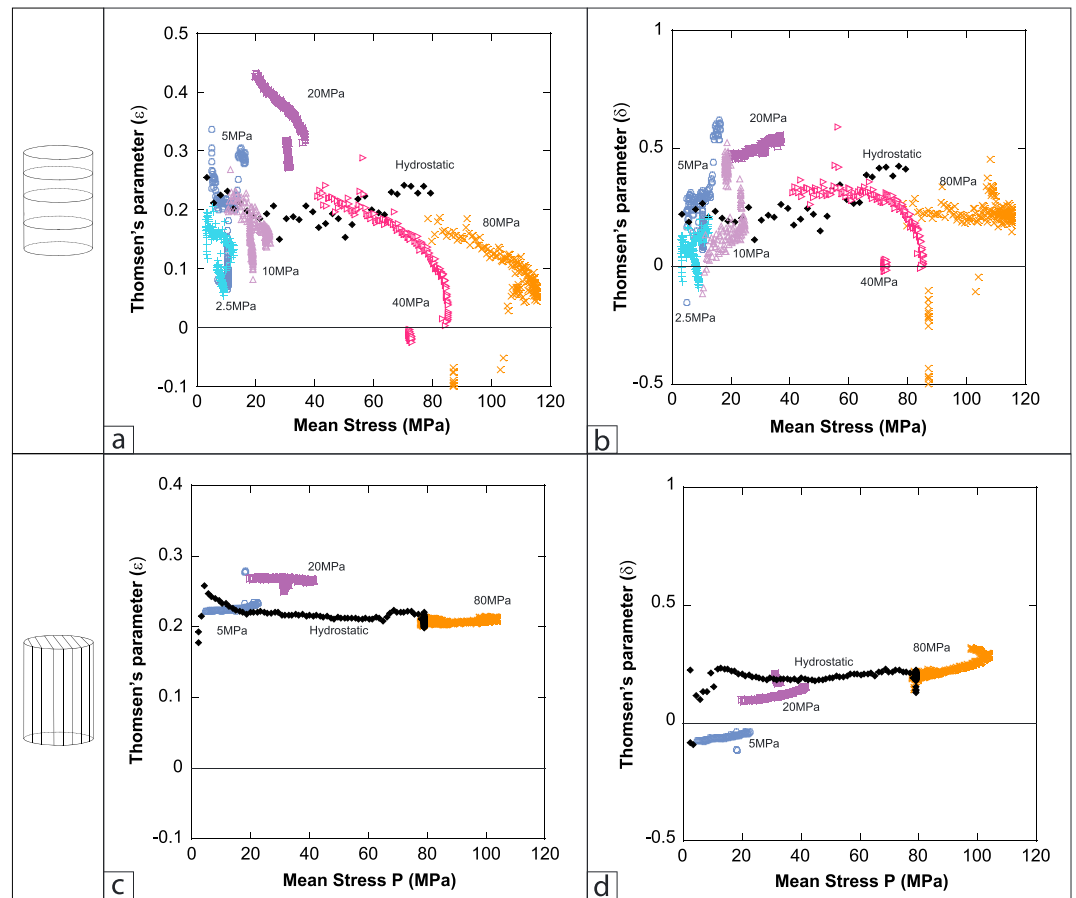 0.5
0.4
0.3
0.2
0.1
0
-0.1
Thomsen's parameter (ε)
20MPa
5MPa
Hydrostatic
80MPa
10MPa
2.5MPa
40MPa
0 20 40 60 80 100 120
Mean Stress (MPa)
a
1
0.5
0
-0.5
Thomsen's parameter (δ)
20MPa
5MPa
Hydrostatic
80MPa
10MPa
2.5MPa
40MPa
0 20 40 60 80 100 120
Mean Stress (MPa)
b
0.4
0.3
0.2
0.1
0
-0.1
Thomsen's parameter (ε)
20MPa
5MPa
Hydrostatic
80MPa
0 20 40 60 80 100 120
Mean Stress P (MPa)
c
1
0.5
0
-0.5
Thomsen's parameter (δ)
80MPa
Hydrostatic
20MPa
5MPa
0 20 40 60 80 100 120
Mean Stress P (MPa)
d